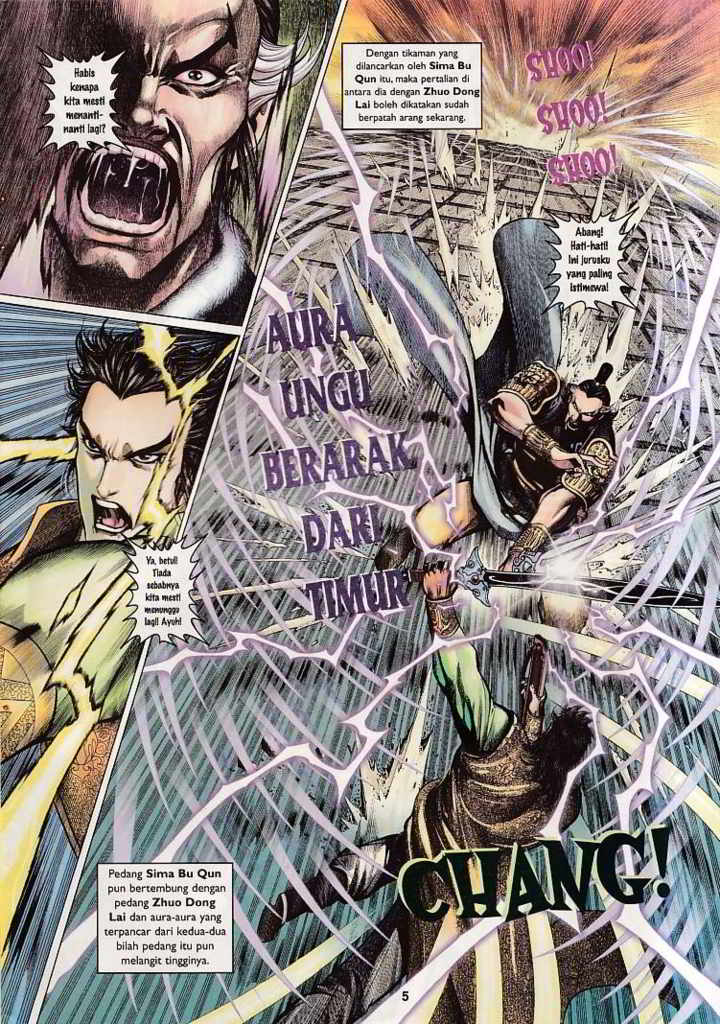 Habis
kenapa
kita mesti
menanti-
nanti lagi?
Dengan tikaman yang
dilancarkan oleh Sima Bu
Qun itu, maka pertalian di
antara dia dengan Zhuo Dong
Lai boleh dikatakan sudah
berpatah arang sekarang.
SHOO!
SHOO!
SHOO!
Abang!
Hati-hati!
Ini jurusku
yang paling
istimewa!
AURA
UNGU
BERARAK
DARI
TIMUR
Ya, betul!
Tiada
sebabnya
kita mesti
menunggu
lagi! Ayuh!
CHANG!
Pedang Sima Bu Qun
pun bertembung dengan
pedang Zhuo Dong
Lai dan aura-aura yang
terpancar dari kedua-dua
bilah pedang itu pun
melangit tingginya.
5